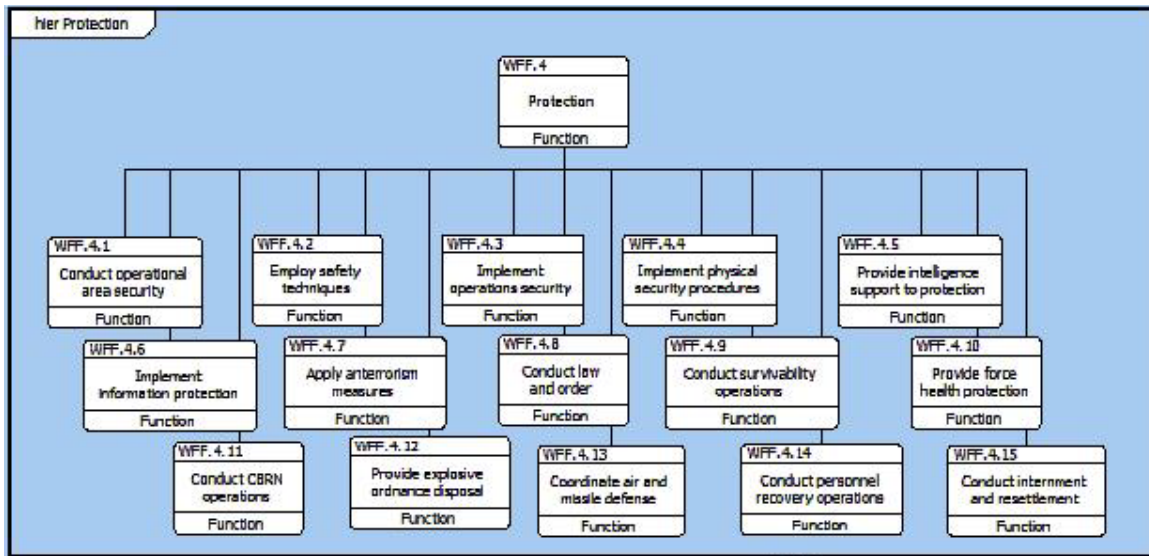 hier Protection
WFF.4
Protection
Function
WFF.4.1
Conduct operational
area security
Function
WFF.4.2
Employ safety
techniques
Function
WFF.4.3
Implement
operations security
Function
WFF.4.4
Implement physical
security procedures
Function
WFF.4.5
Provide intelligence
support to protection
Function
WFF.4.6
Implement
information protection
Function
WFF.4.7
Apply anterrorism
measures
Function
WFF.4.8
Conduct law
and order
Function
WFF.4.9
Conduct survivability
operations
Function
WFF.4.10
Provide force
health protection
Function
WFF.4.11
Conduct CBRN
operations
Function
WFF.4.12
Provide explosive
ordnance disposal
Function
WFF.4.13
Coordinate air and
missile defense
Function
WFF.4.14
Conduct personnel
recovery operations
Function
WFF.4.15
Conduct internment
and resettlement
Function